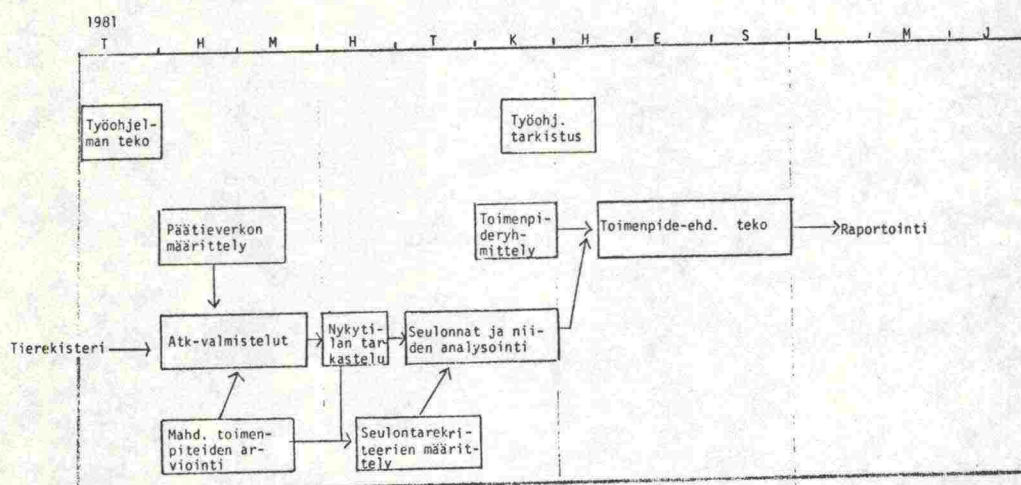 1981
T H M H T K H E S L M J
Työohjel-
man teko
Työohj.
tarkistus
Päätieverkon
määrittely
Toimenpi-
deryh-
mittely
Toimenpide-ehd. teko
Raportointi
Tierekisteri
Atk-valmistelut
Nykyti-
lan tar-
kastelu
Seulonnat ja nii-
den analysointi
Mahd. toimen-
piteiden ar-
viointi
Seulontarekri-
teerien määrit-
tely